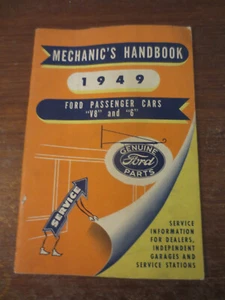 MECHANIC'S HANDBOOK
1949
FORD PASSENGER CARS
"V8" and "6"
GENUINE
Ford
PARTS
SERVICE
SERVICE
INFORMATION
FOR DEALERS,
INDEPENDENT
GARAGES AND
SERVICE STATIONS